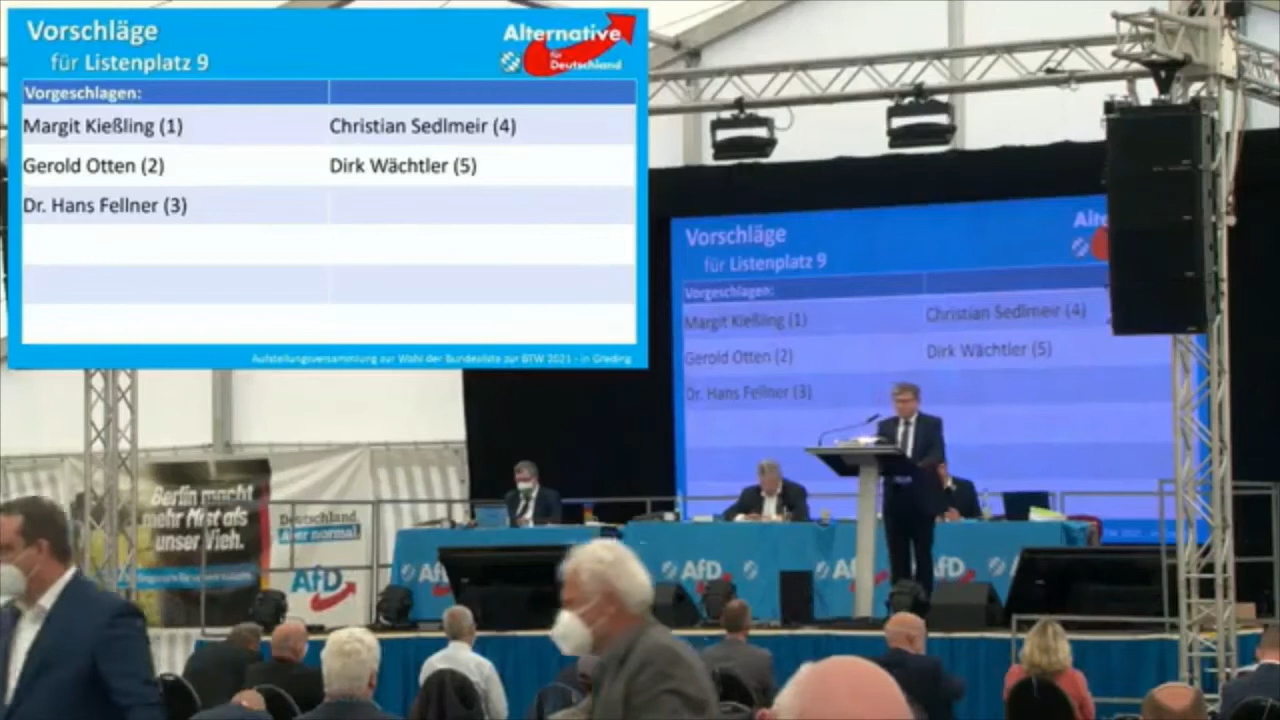 Vorschläge
für Listenplatz 9
Alternative
für
Deutschland
Vorgeschlagen:
Margit Kießling (1)
Christian Sedlmeir (4)
Gerold Otten (2)
Dirk Wächtler (5)
Dr. Hans Fellner (3)
Aufstellungsversammlung zur Wahl der Bundesliste zur BTW 2021 - in Greding
Vorschläge
für Listenplatz 9
Alte
Vorgeschlagen:
Margit Kießling (1)
Christian Sedlmeir (4)
Gerold Otten (2)
Dirk Wächtler (5)
Dr. Hans Fellner (3)
Berlin macht
mehr Mist als
unser Vieh.
Deutschland.
Aber normal.
AfD
AfD
AfD
AfD